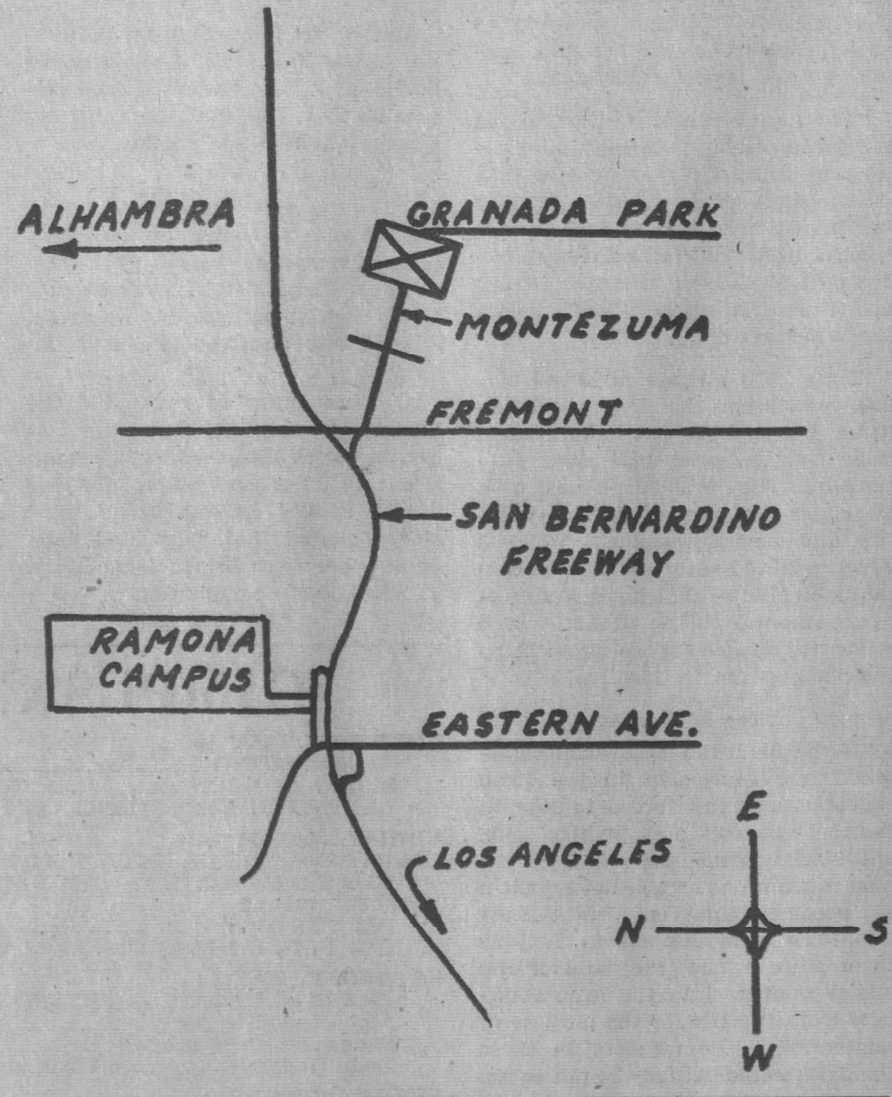 ALHAMBRA
GRANADA PARK
MONTEZUMA
FREMONT
SAN BERNARDINO
FREEWAY
RAMONA
CAMPUS
EASTERN AVE.
LOS ANGELES
E
N
S
W